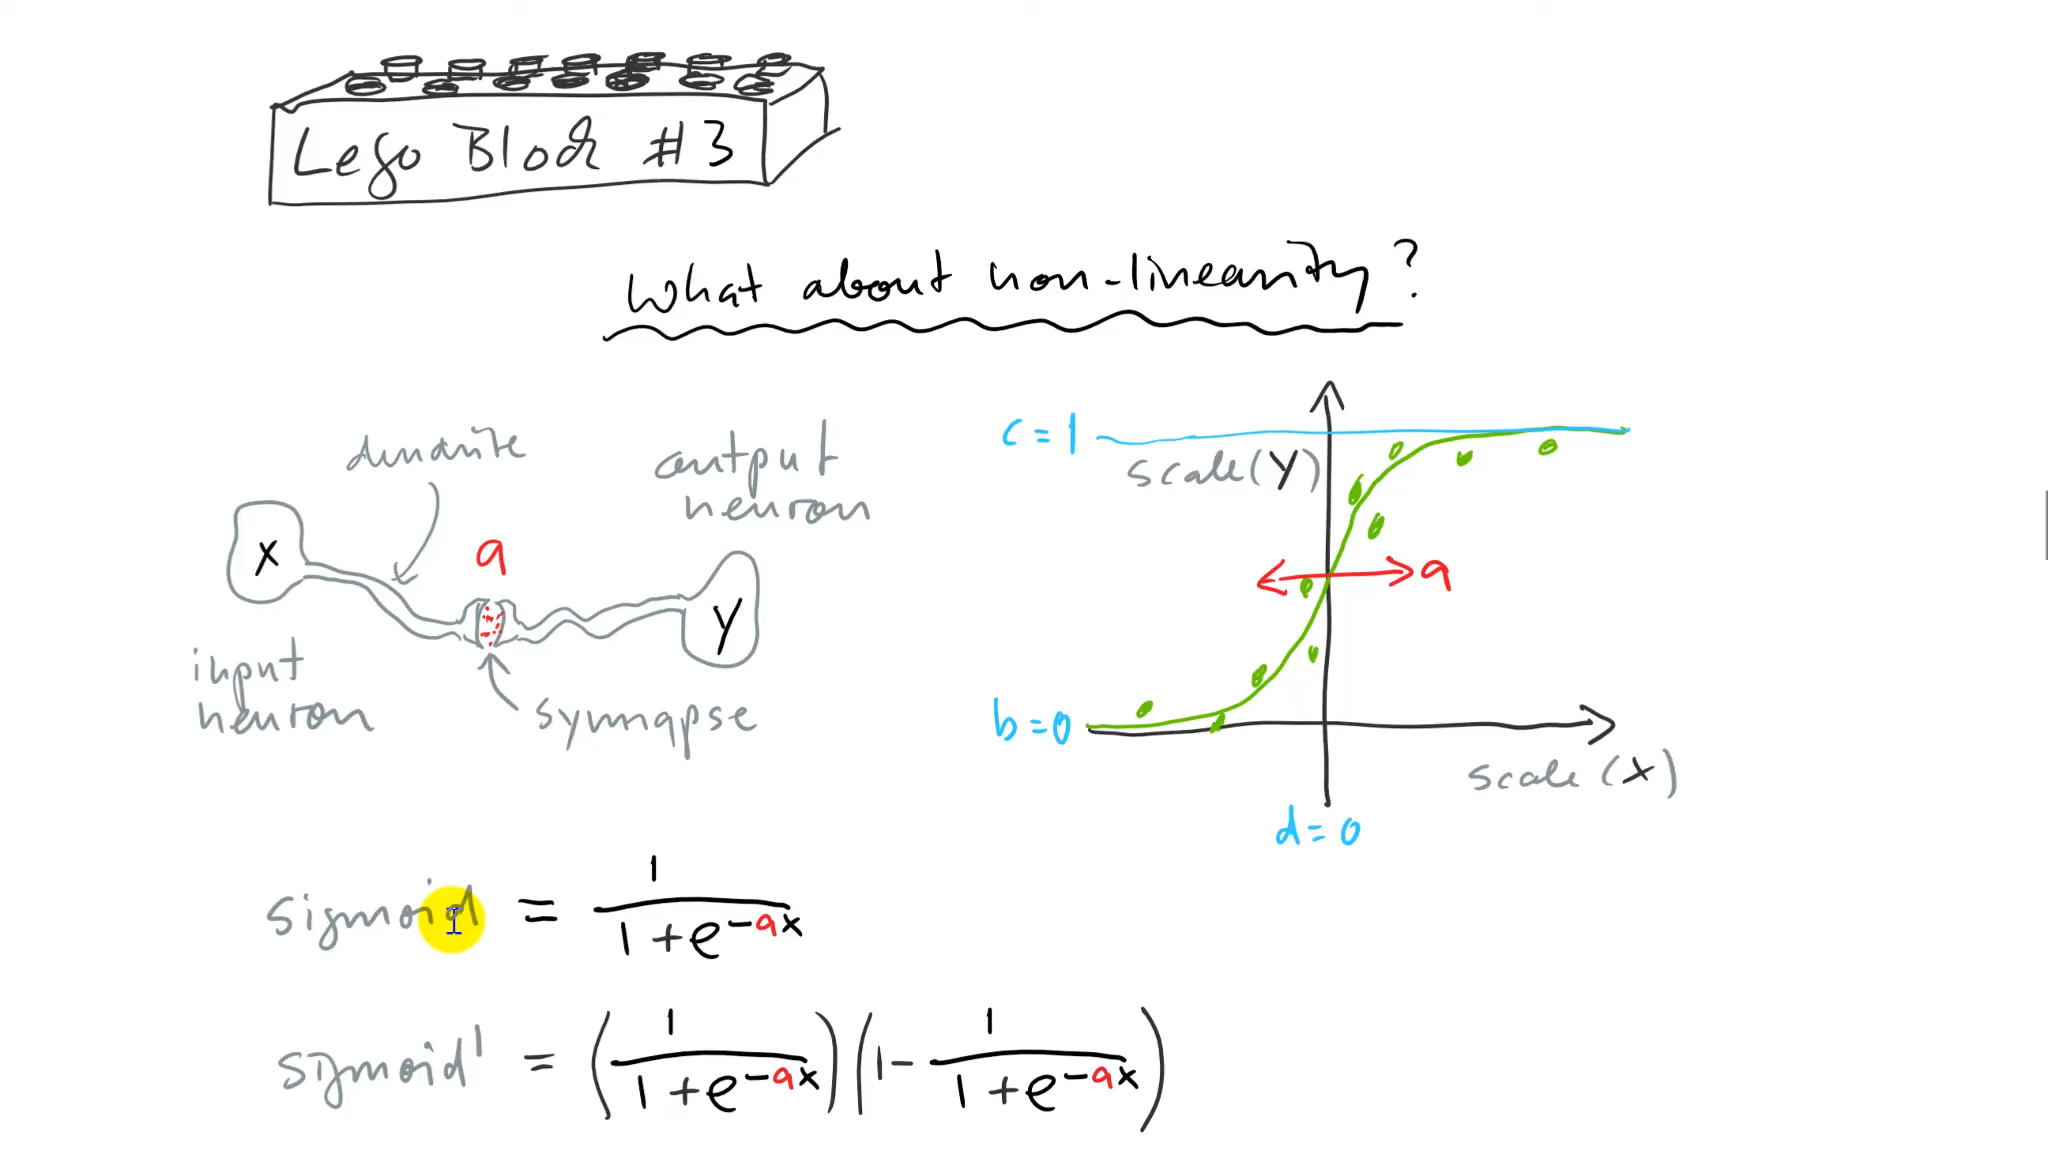 Lego Block #3
What about non-linearity?
dendrite
output
neuron
x
a
y
input
neuron
synnapse
c = 1
scale(y)
a
b = 0
scale (x)
d = 0
sigmoid = 1 / (1 + e^-ax)
sigmoid' = (1 / (1 + e^-ax)) (1 - 1 / (1 + e^-ax))